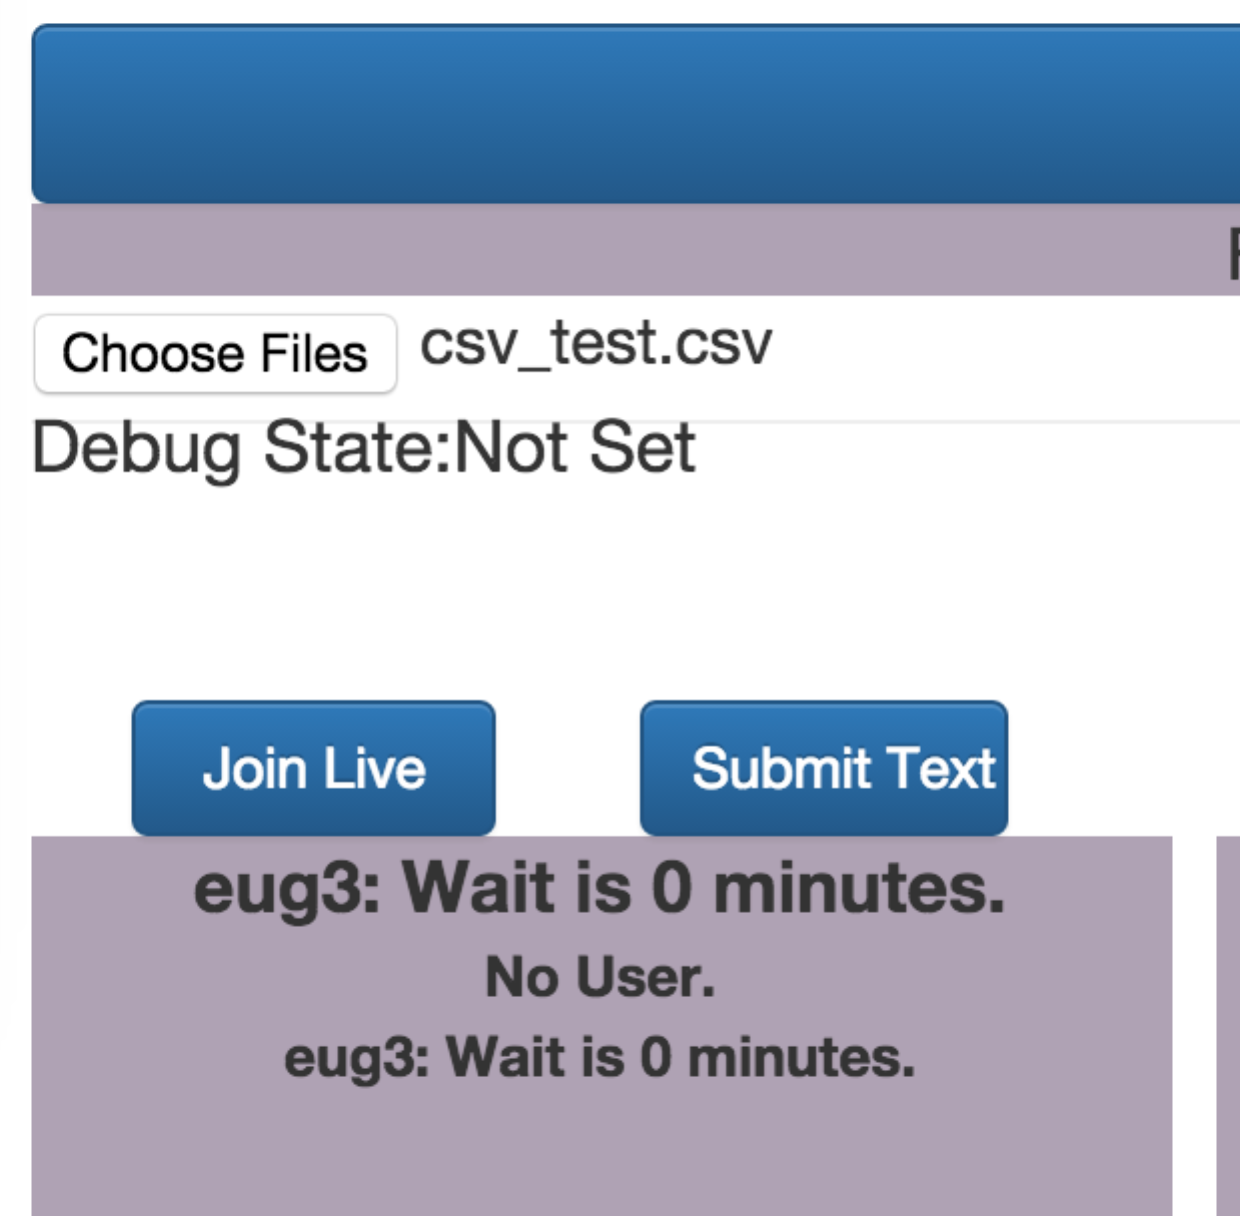 Choose Files csv_test.csv
Debug State:Not Set
Join Live
Submit Text
eug3: Wait is 0 minutes.
No User.
eug3: Wait is 0 minutes.